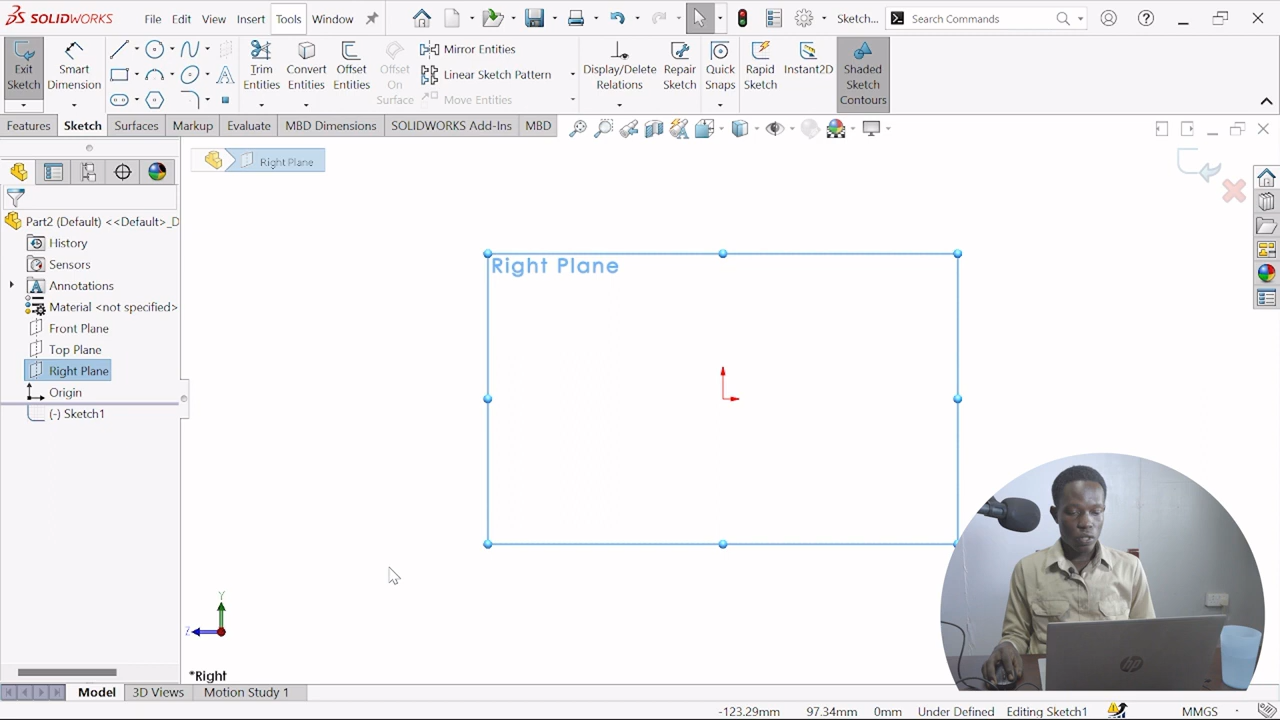 SOLIDWORKS File Edit View Insert Tools Window Sketch... Search Commands
Exit Sketch
Smart Dimension
Trim Entities
Convert Entities
Offset Entities
Offset On Surface
Mirror Entities
Linear Sketch Pattern
Move Entities
Display/Delete Relations
Repair Sketch
Quick Snaps
Rapid Sketch
Instant2D
Shaded Sketch Contours
Features Sketch Surfaces Markup Evaluate MBD Dimensions SOLIDWORKS Add-Ins MBD
Right Plane
Part2 (Default) <<Default>_D
History
Sensors
Annotations
Material <not specified>
Front Plane
Top Plane
Right Plane
Origin
(-) Sketch1
Right Plane
Y
Z
*Right
hp
Model 3D Views Motion Study 1
-123.29mm 97.34mm 0mm Under Defined Editing Sketch1 MMGS -